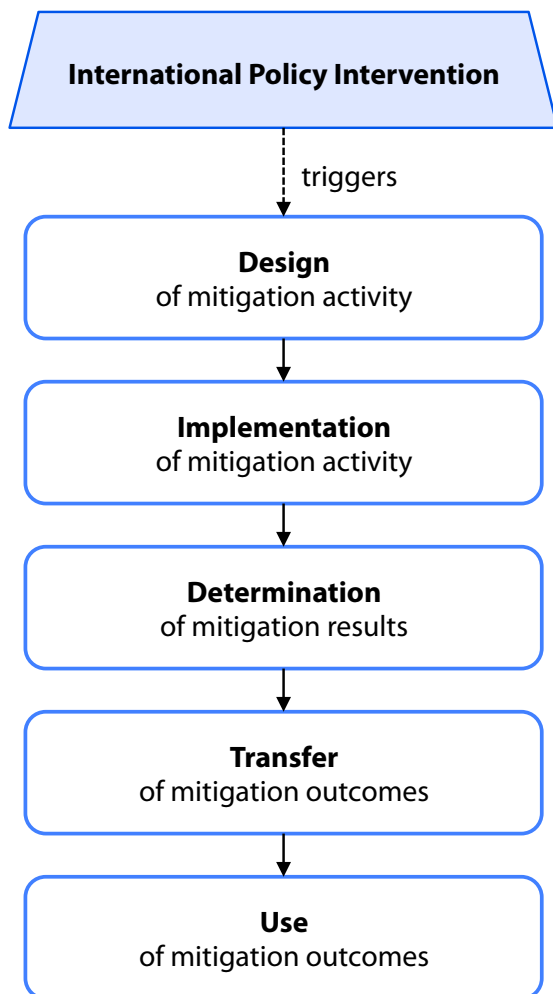 International Policy Intervention
triggers
Design
of mitigation activity
Implementation
of mitigation activity
Determination
of mitigation results
Transfer
of mitigation outcomes
Use
of mitigation outcomes